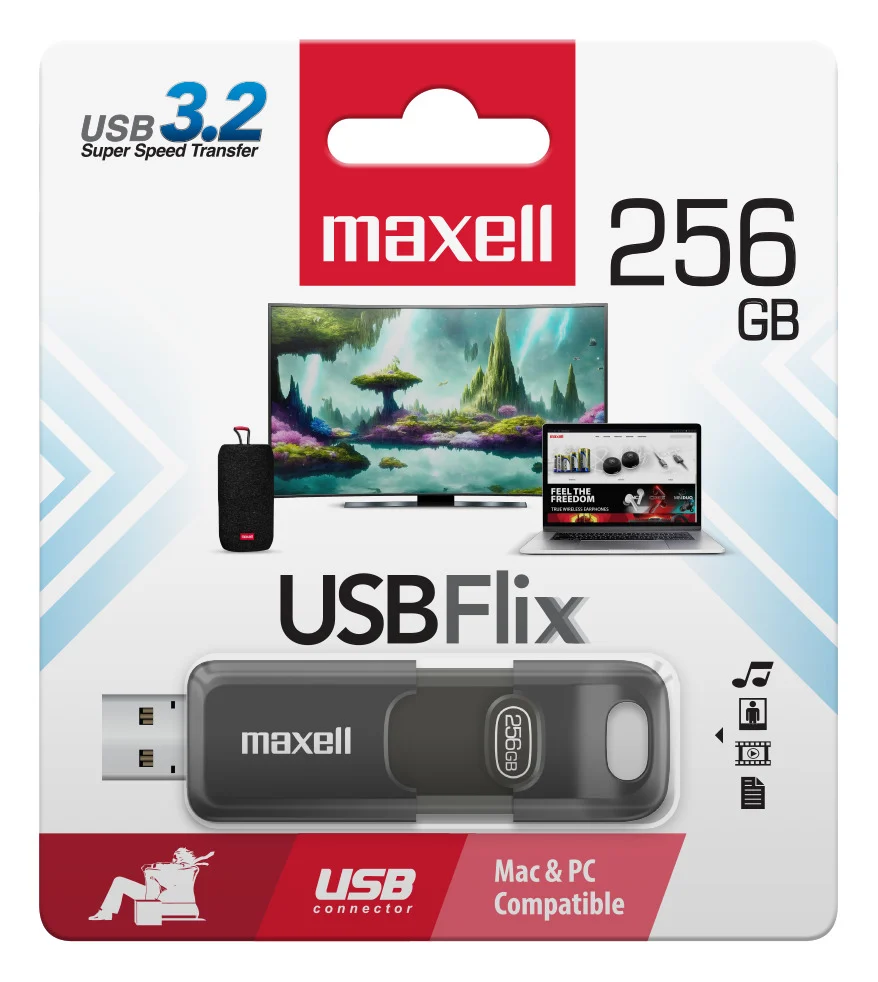 USB 3.2
Super Speed Transfer
maxell
256
GB
maxell
maxell
FEEL THE
FREEDOM
TRUE WIRELESS EARPHONES
USBFlix
maxell
256GB
USB
connector
Mac & PC
Compatible